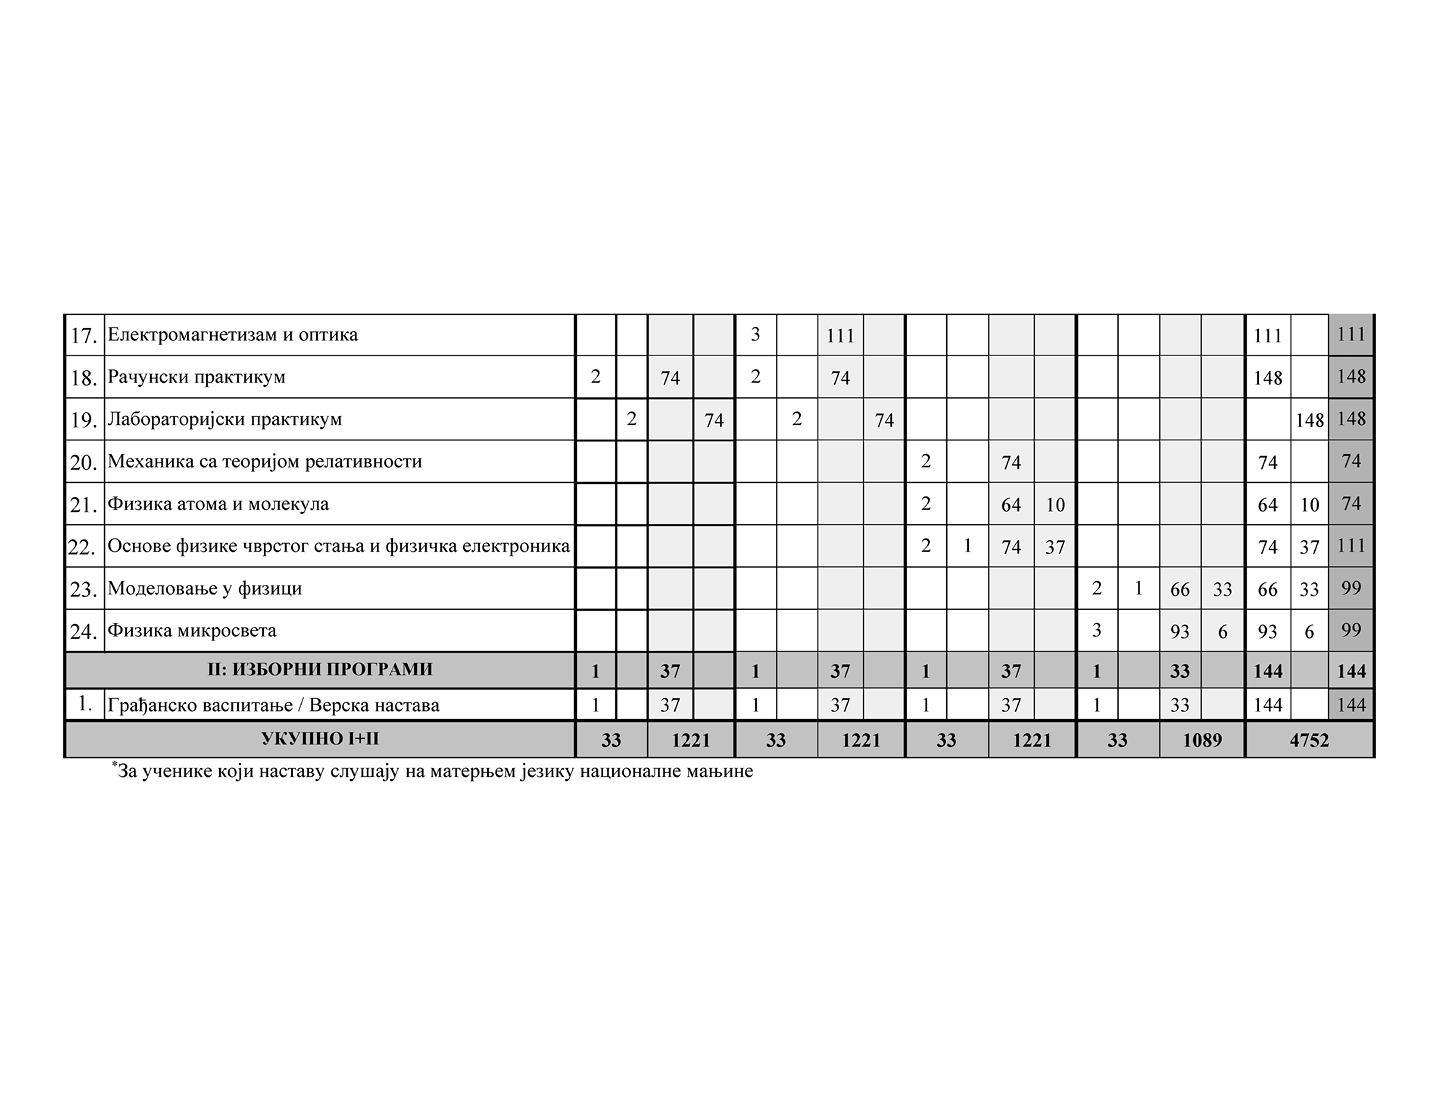 17. Електромагнетизам и оптика 3 111 111 111
18. Рачунски практикум 2 74 2 74 148 148
19. Лабораторијски практикум 2 74 2 74 148 148
20. Механика са теоријом релативности 2 74 74 74
21. Физика атома и молекула 2 64 10 64 10 74
22. Основе физике чврстог стања и физичка електроника 2 1 74 37 74 37 111
23. Моделовање у физици 2 1 66 33 66 33 99
24. Физика микросвета 3 93 6 93 6 99
II: ИЗБОРНИ ПРОГРАМИ 1 37 1 37 1 37 1 33 144 144
1. Грађанско васпитање / Верска настава 1 37 1 37 1 37 1 33 144 144
УКУПНО I+II 33 1221 33 1221 33 1221 33 1089 4752
*За ученике који наставу слушају на матерњем језику националне мањине